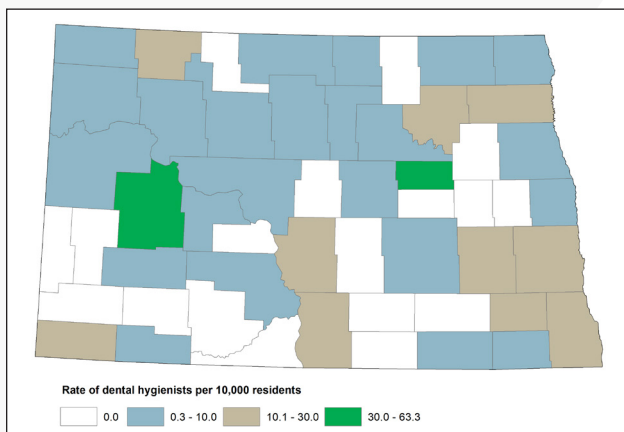 Rate of dental hygienists per 10,000 residents
0.0 0.3 - 10.0 10.1 - 30.0 30.0 - 63.3